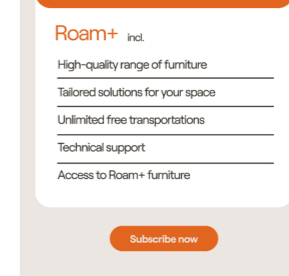 Roam+ incl.
High-quality range of furniture
Tailored solutions for your space
Unlimited free transportations
Technical support
Access to Roam+ furniture
Subscribe now